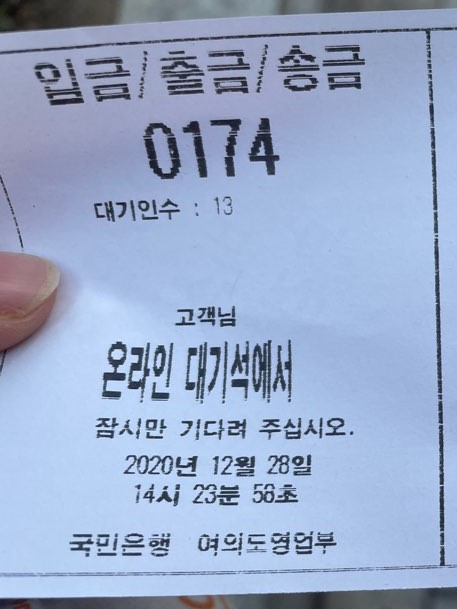 입금/출금/송금
0174
대기인수 : 13
고객님
온라인 대기석에서
잠시만 기다려 주십시오.
2020년 12월 28일
14시 23분 58초
국민은행 여의도영업부